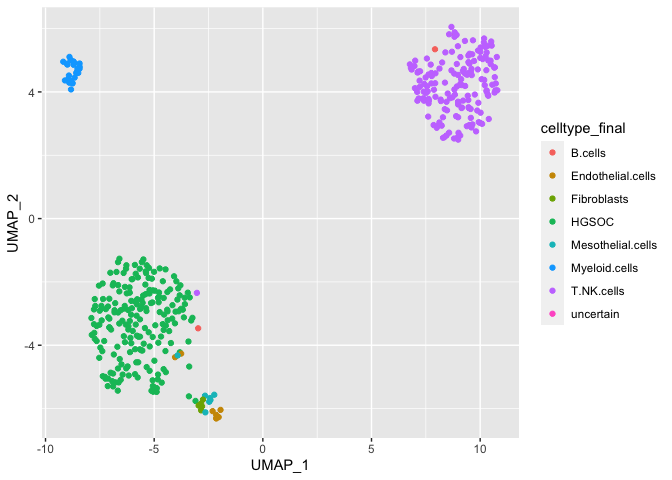 4
0
-4
-10
-5
0
5
10
UMAP_1
UMAP_2
celltype_final
B.cells
Endothelial.cells
Fibroblasts
HGSOC
Mesothelial.cells
Myeloid.cells
T.NK.cells
uncertain